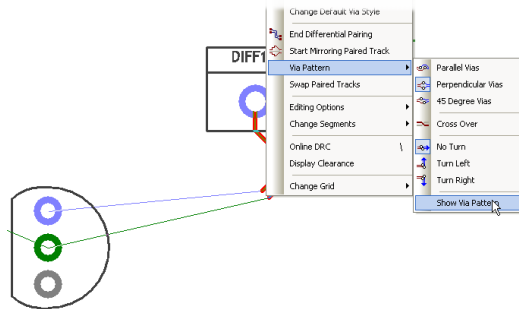 Change Default Via Style
End Differential Pairing
Start Mirroring Paired Track
Via Pattern
Swap Paired Tracks
Editing Options
Change Segments
Online DRC \
Display Clearance
Change Grid
DIFF1
Parallel Vias
Perpendicular Vias
45 Degree Vias
Cross Over
No Turn
Turn Left
Turn Right
Show Via Pattern